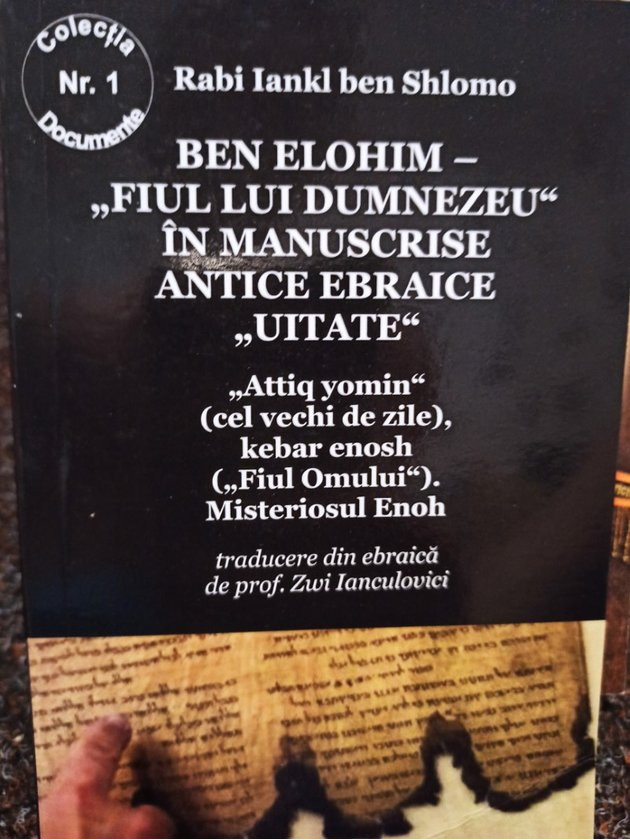 Colecția
Nr. 1
Documente
Rabi Iankl ben Shlomo
BEN ELOHIM –
„FIUL LUI DUMNEZEU“
ÎN MANUSCRISE
ANTICE EBRAICE
„UITATE“
„Attiq yomin“
(cel vechi de zile),
kebar enosh
(„Fiul Omului“).
Misteriosul Enoh
traducere din ebraică
de prof. Zwi Ianculovici